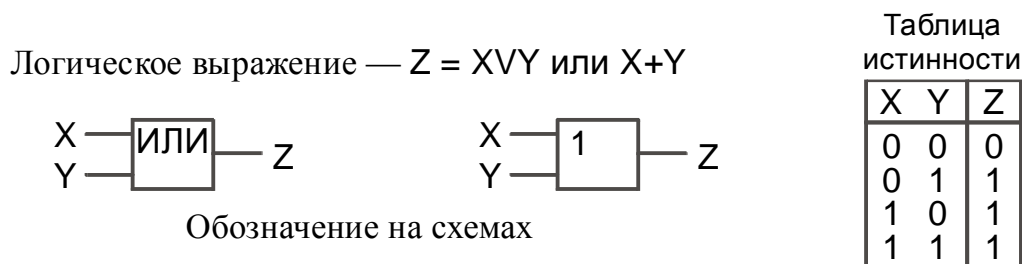 Логическое выражение — Z = XVY или X+Y
X
Y
ИЛИ
Z
X
Y
1
Z
Обозначение на схемах
Таблица
истинности
X Y Z
0 0 0
0 1 1
1 0 1
1 1 1